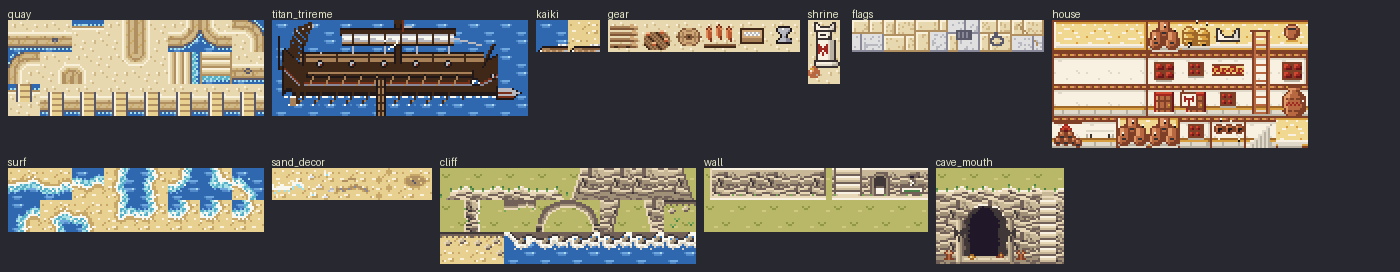 quay
titan_trireme
kaiki
gear
shrine
flags
house
surf
sand_decor
cliff
wall
cave_mouth